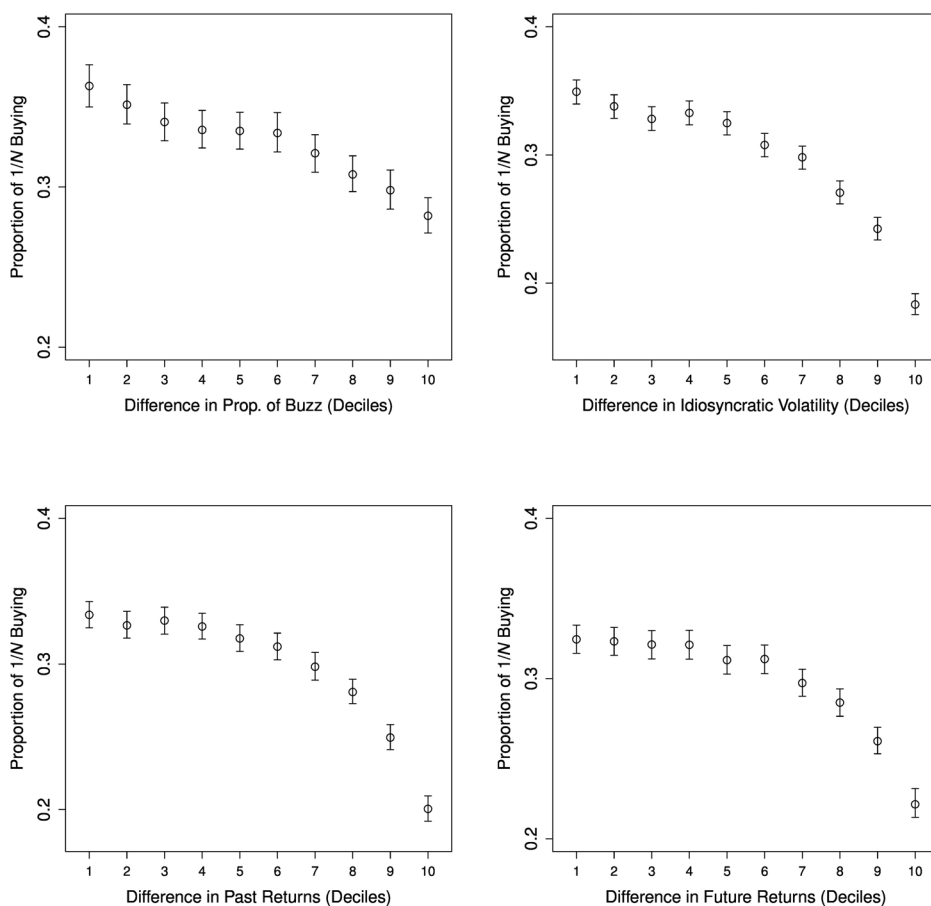 0.4
0.3
0.2
Proportion of 1/N Buying
1 2 3 4 5 6 7 8 9 10
Difference in Prop. of Buzz (Deciles)
0.4
0.3
0.2
Proportion of 1/N Buying
1 2 3 4 5 6 7 8 9 10
Difference in Idiosyncratic Volatility (Deciles)
0.4
0.3
0.2
Proportion of 1/N Buying
1 2 3 4 5 6 7 8 9 10
Difference in Past Returns (Deciles)
0.4
0.3
0.2
Proportion of 1/N Buying
1 2 3 4 5 6 7 8 9 10
Difference in Future Returns (Deciles)